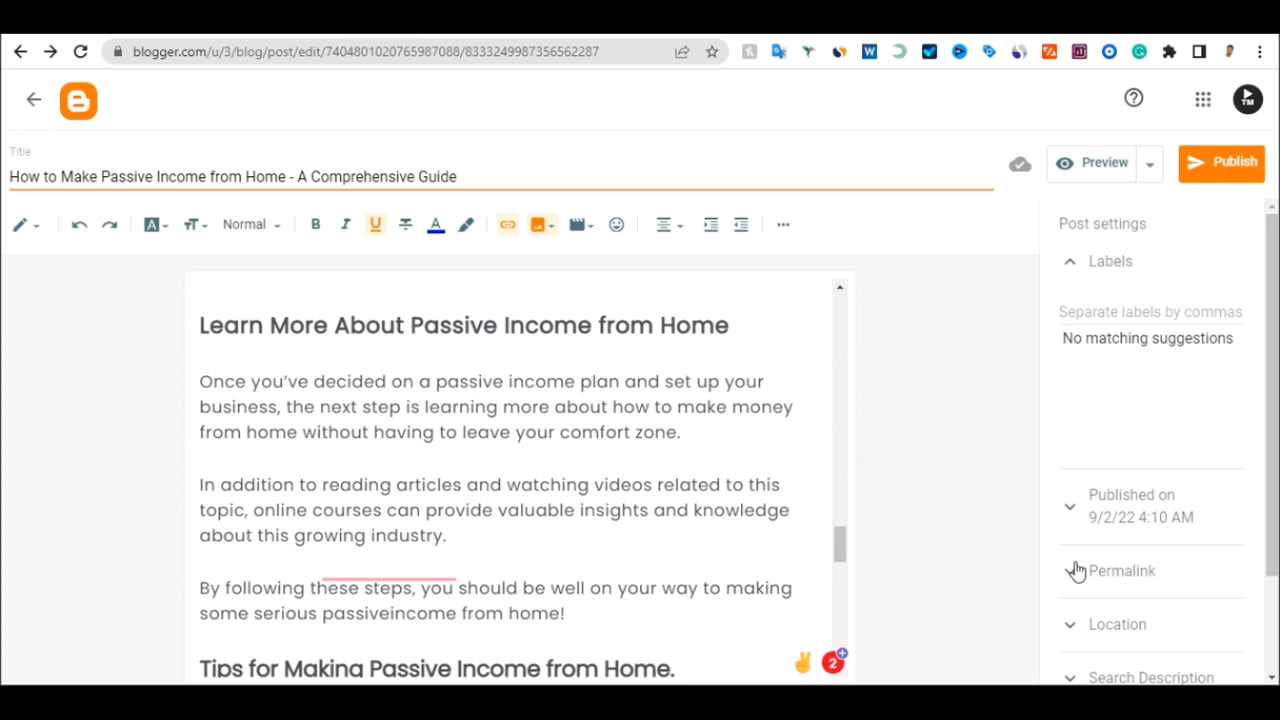 blogger.com/u/3/blog/post/edit/7404801020765987088/8333249987356562287
W
B
TM
Title
How to Make Passive Income from Home - A Comprehensive Guide
Preview
Publish
A
Normal
B
I
U
A
Post settings
Labels
Separate labels by commas
No matching suggestions
Learn More About Passive Income from Home
Once you've decided on a passive income plan and set up your
business, the next step is learning more about how to make money
from home without having to leave your comfort zone.
In addition to reading articles and watching videos related to this
topic, online courses can provide valuable insights and knowledge
about this growing industry.
By following these steps, you should be well on your way to making
some serious passiveincome from home!
Tips for Making Passive Income from Home.
2
Published on
9/2/22 4:10 AM
Permalink
Location
Search Description